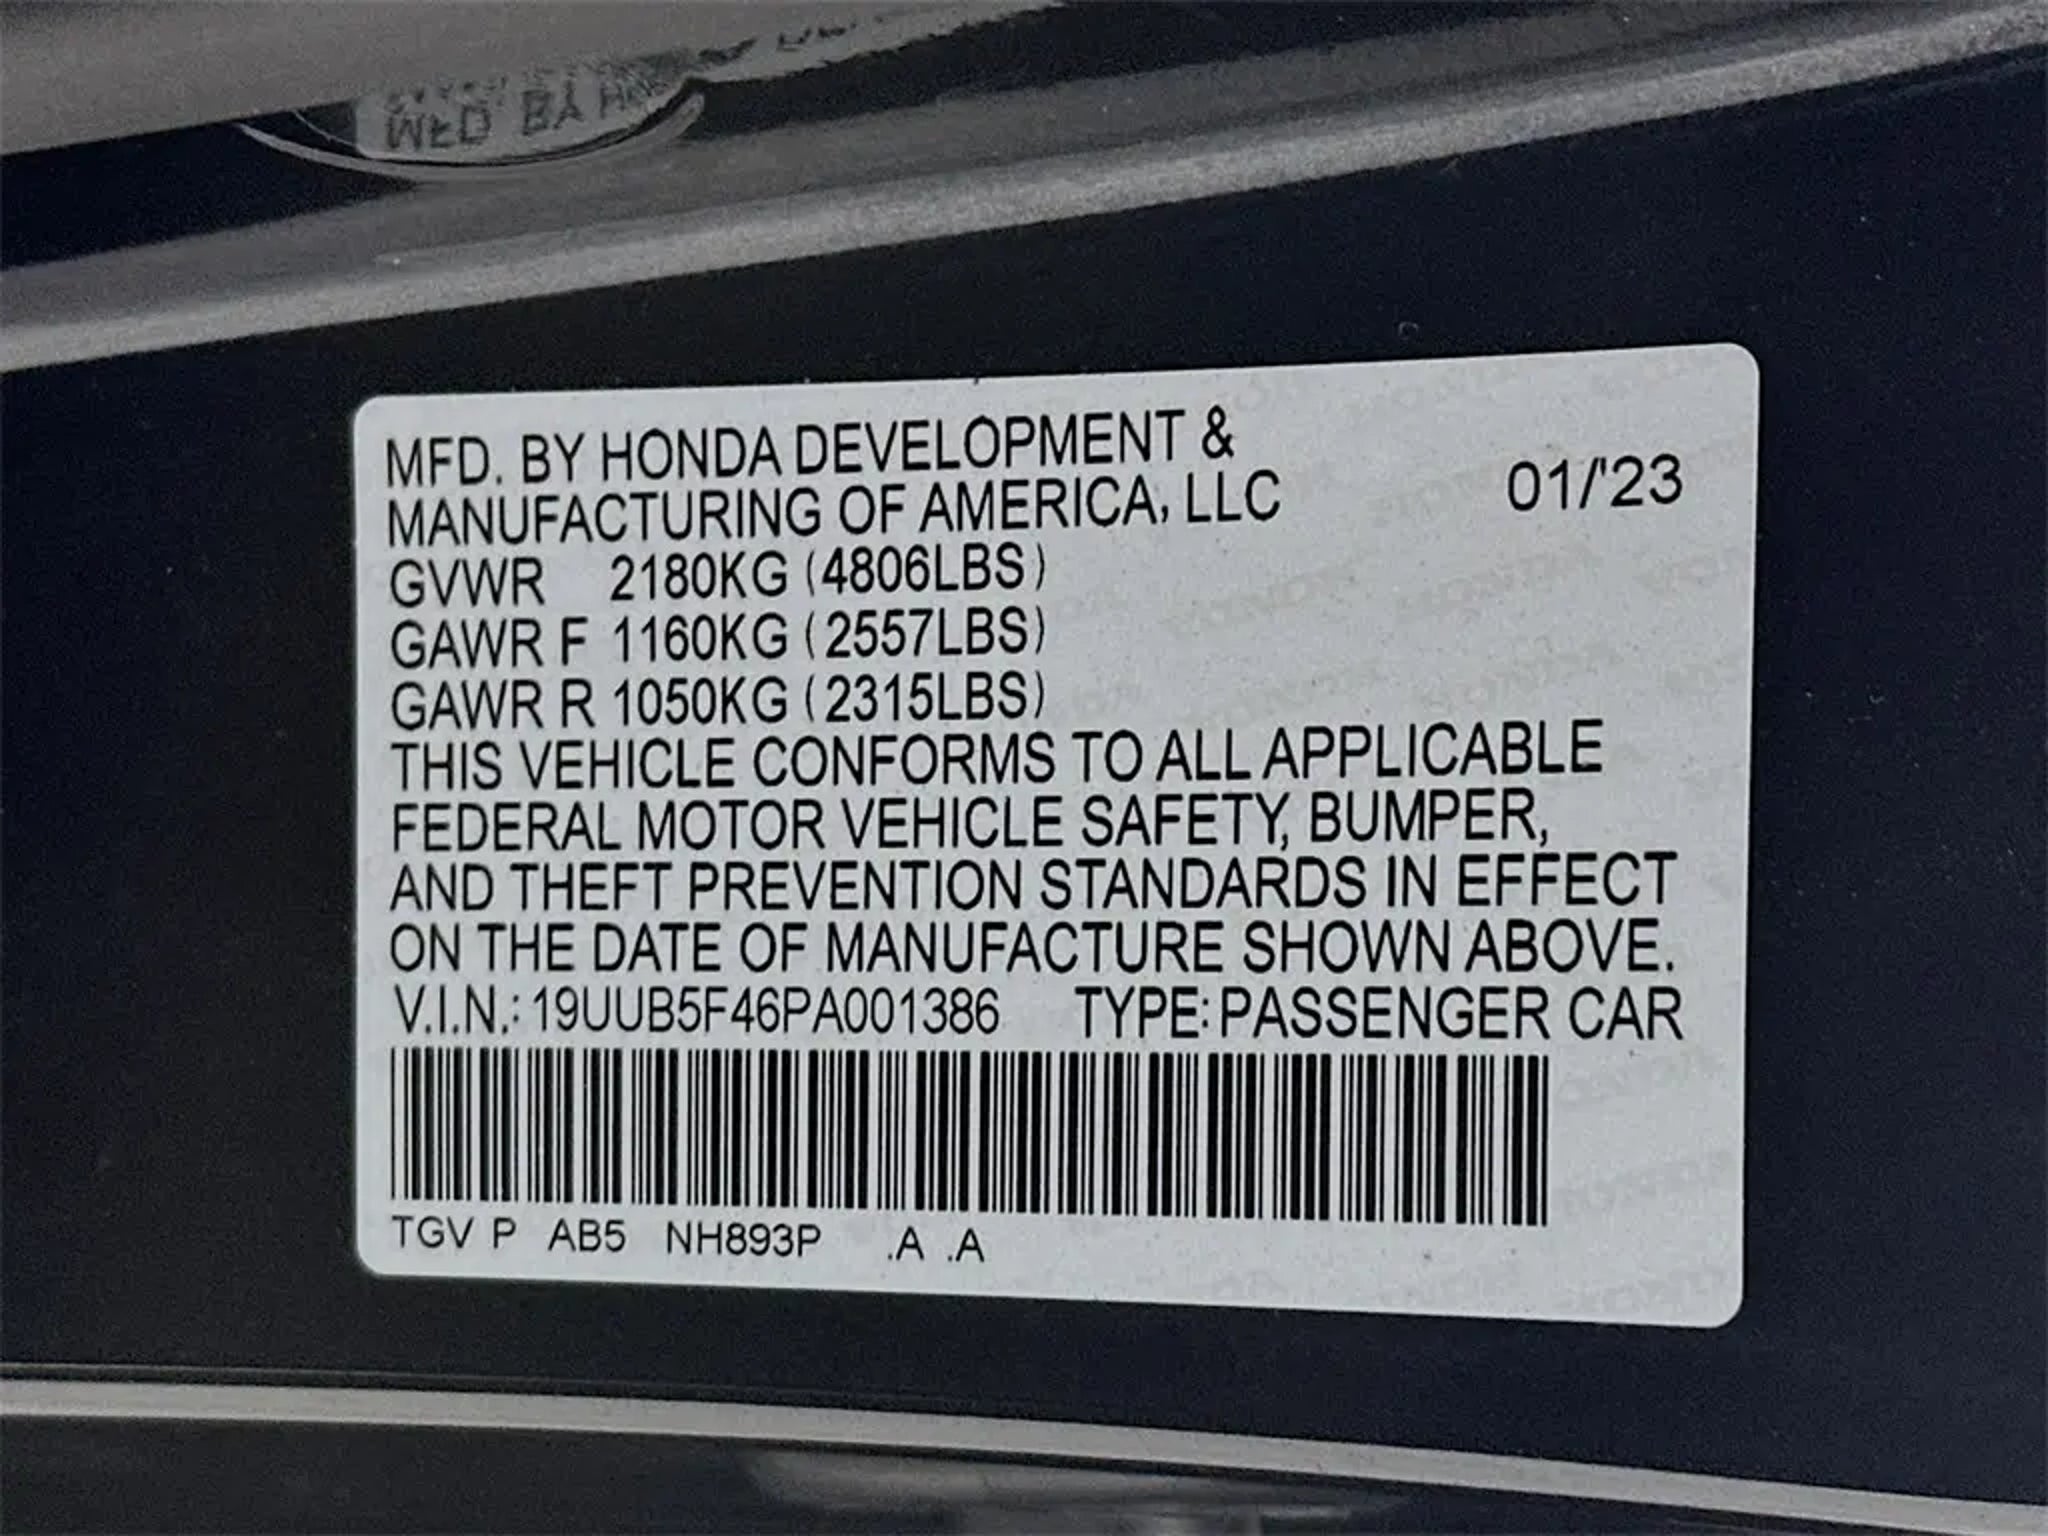 MFD. BY HONDA DEVELOPMENT &
MANUFACTURING OF AMERICA, LLC 01/'23
GVWR 2180KG (4806LBS)
GAWR F 1160KG (2557LBS)
GAWR R 1050KG (2315LBS)
THIS VEHICLE CONFORMS TO ALL APPLICABLE
FEDERAL MOTOR VEHICLE SAFETY, BUMPER,
AND THEFT PREVENTION STANDARDS IN EFFECT
ON THE DATE OF MANUFACTURE SHOWN ABOVE.
V.I.N.: 19UUB5F46PA001386 TYPE: PASSENGER CAR
TGV P AB5 NH893P .A .A